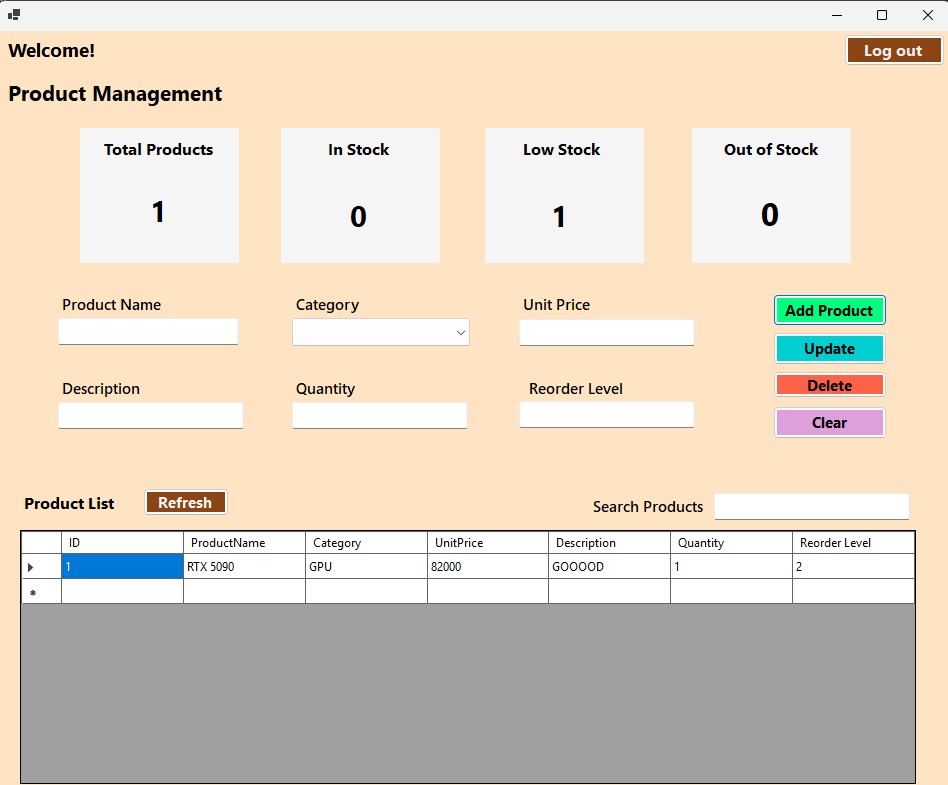 Welcome!
Log out
Product Management
Total Products
In Stock
Low Stock
Out of Stock
1
0
1
0
Product Name
Category
Unit Price
Add Product
Update
Description
Quantity
Reorder Level
Delete
Clear
Product List
Refresh
Search Products
ID ProductName Category UnitPrice Description Quantity Reorder Level
1 RTX 5090 GPU 82000 GOOOOD 1 2